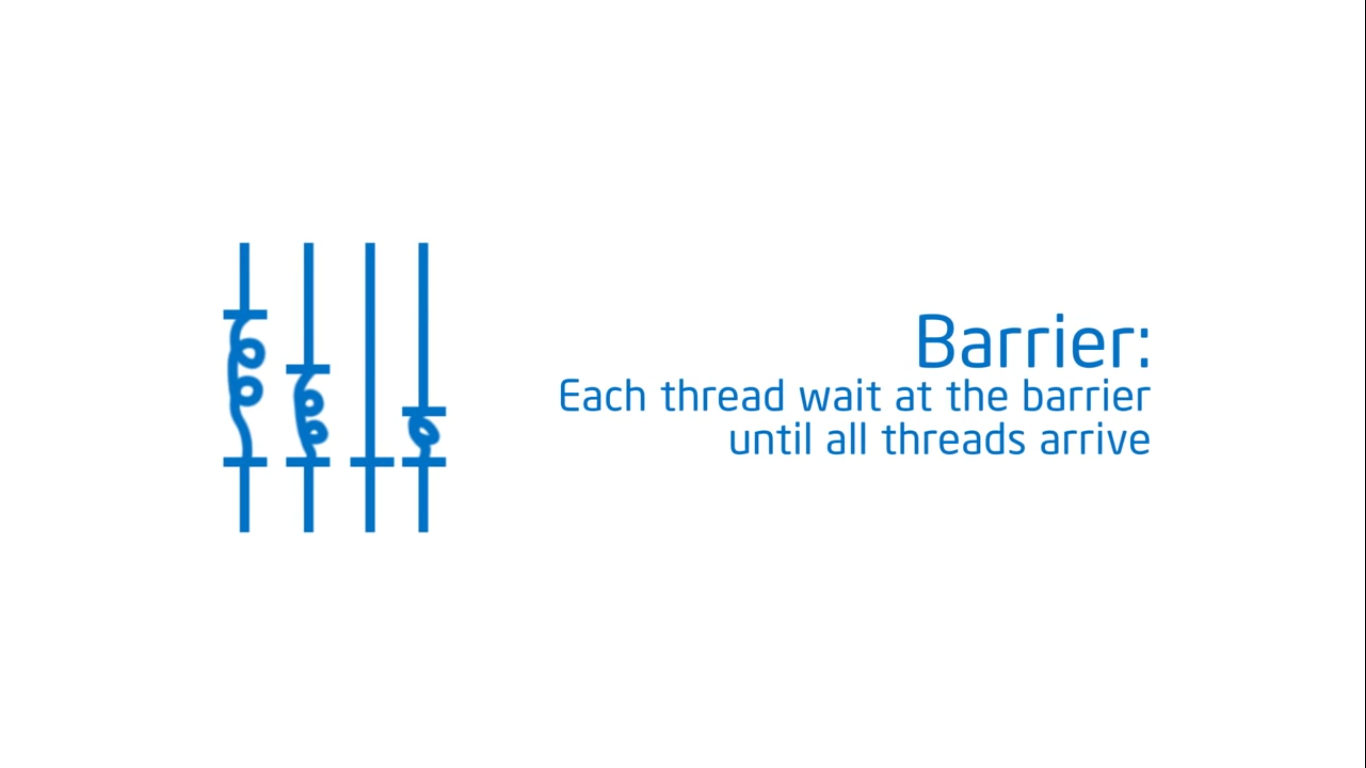 Barrier:
Each thread wait at the barrier
until all threads arrive